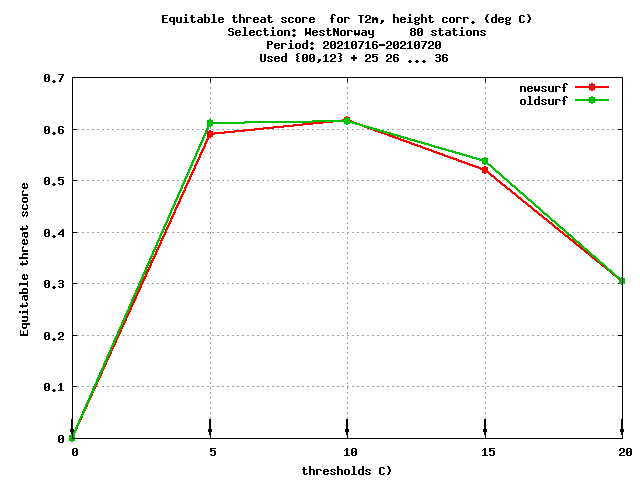 Equitable threat score  for T2m, height corr. (deg C)
Selection: WestNorway     80 stations
Period: 20210716-20210720
Used {00,12} + 25 26 ... 36
newsurf
oldsurf
0.7
0.6
0.5
0.4
0.3
0.2
0.1
0
Equitable threat score
0 5 10 15 20
thresholds C)